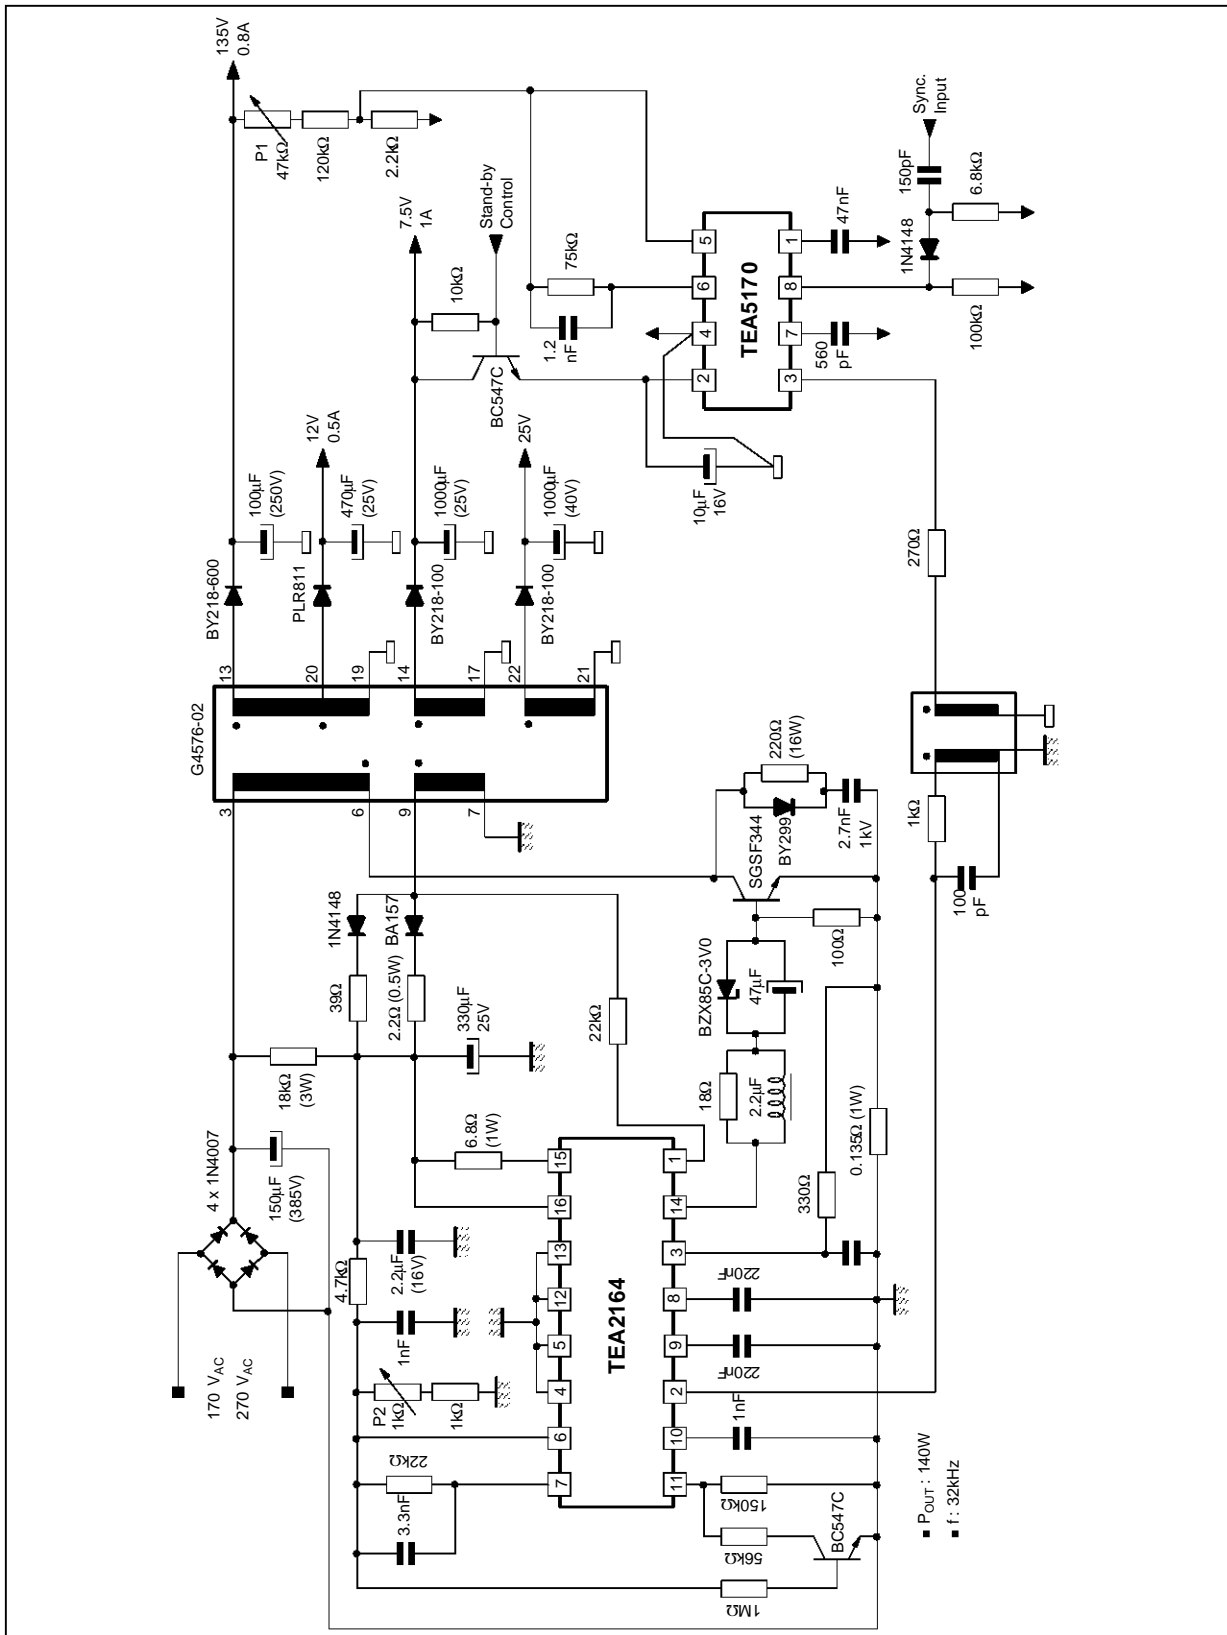 135V
0.8A
P1
47kΩ
120kΩ
2.2kΩ
7.5V
1A
Stand-by
Control
10kΩ
BC547C
75kΩ
1.2
nF
5
6
4
2
TEA5170
1
8
7
3
47nF
560
pF
Sync.
Input
150pF
6.8kΩ
1N4148
100kΩ
12V
0.5A
25V
100µF
(250V)
470µF
(25V)
1000µF
(25V)
1000µF
(40V)
10µF
16V
270Ω
BY218-600
PLR811
BY218-100
BY218-100
13
20
19
14
17
22
21
G4576-02
3
6
9
7
220Ω
(16W)
BY299
2.7nF
1kV
SGSF344
1kΩ
100
pF
1N4148
BA157
39Ω
2.2Ω (0.5W)
330µF
25V
22kΩ
BZX85C-3V0
47µF
100Ω
18Ω
2.2µF
18kΩ
(3W)
6.8Ω
(1W)
330Ω
0.135Ω (1W)
4 x 1N4007
150µF
(385V)
4.7kΩ
2.2µF
(16V)
1nF
P2
1kΩ
1kΩ
22kΩ
3.3nF
15
16
13
12
5
4
6
7
TEA2164
1
14
3
8
9
2
10
11
220nF
220nF
1nF
150kΩ
56kΩ
BC547C
1MΩ
170 VAC
270 VAC
■ POUT : 140W
■ f : 32kHz